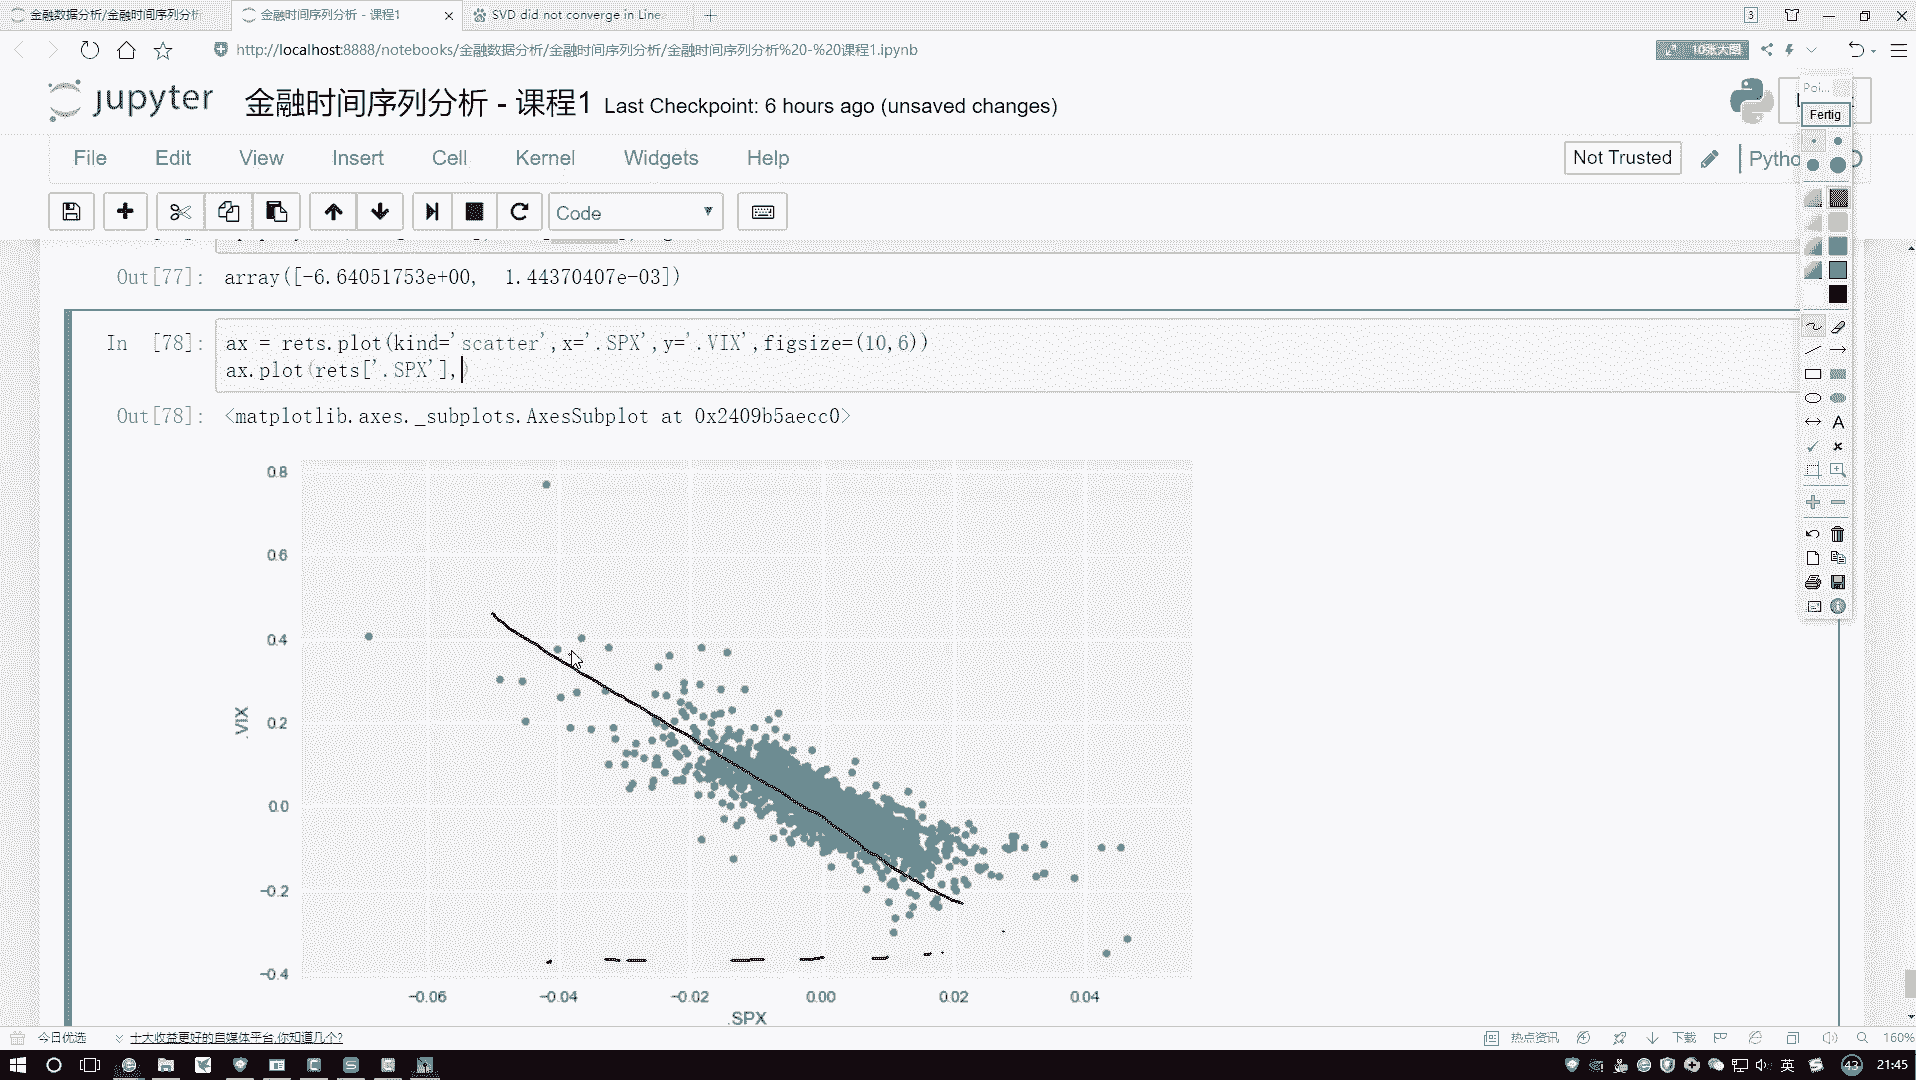 金融数据分析/金融时间序列分析
金融时间序列分析 - 课程1
SVD did not converge in Line
3
http://localhost:8888/notebooks/金融数据分析/金融时间序列分析/金融时间序列分析%20-%20课程1.ipynb
10张大图
jupyter 金融时间序列分析 - 课程1 Last Checkpoint: 6 hours ago (unsaved changes)
Poi...
Fertig
File Edit View Insert Cell Kernel Widgets Help
Not Trusted
Pytho
Code
Out[77]: array([-6.64051753e+00, 1.44370407e-03])
In [78]: ax = rets.plot(kind='scatter',x='.SPX',y='.VIX',figsize=(10,6))
ax.plot(rets['.SPX'],)
Out[78]: <matplotlib.axes._subplots.AxesSubplot at 0x2409b5aecc0>
0.8
0.6
0.4
0.2
0.0
−0.2
−0.4
.VIX
−0.06 −0.04 −0.02 0.00 0.02 0.04
.SPX
A
今日优选
十大收益更好的自媒体平台,你知道几个?
热点资讯
下载
160%
英
43
21:45